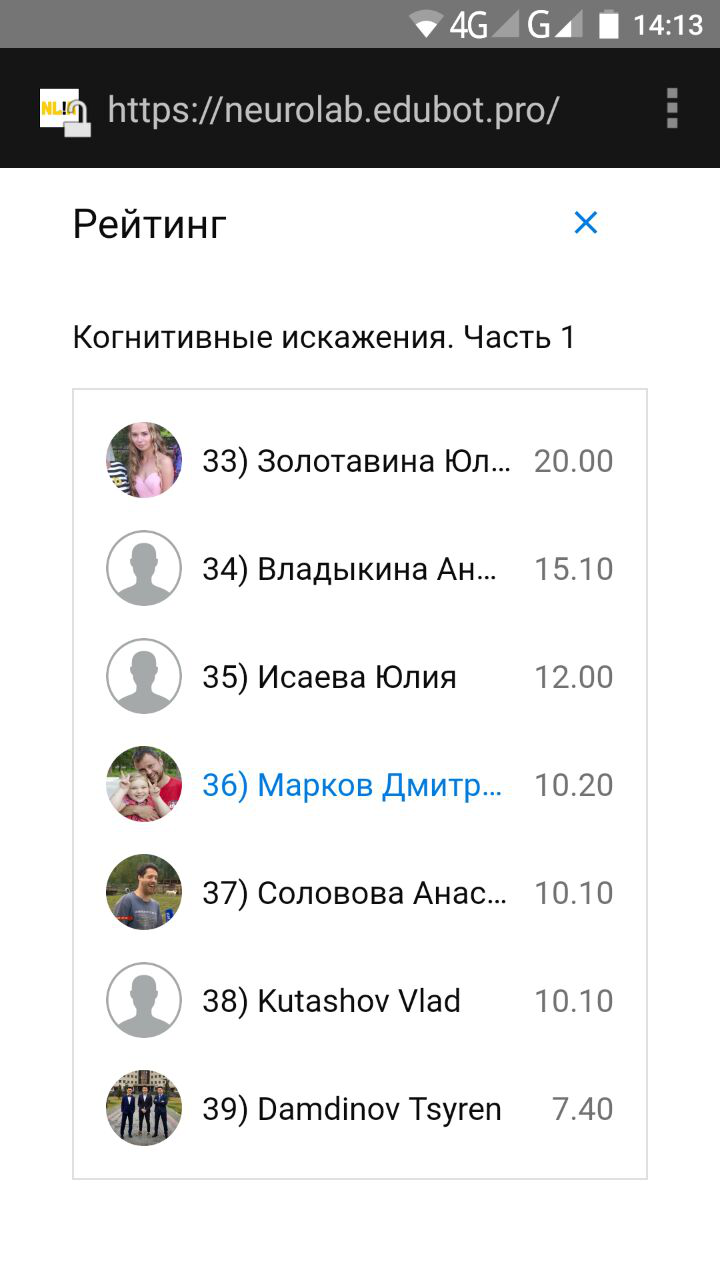 4G G 14:13
NL!G https://neurolab.edubot.pro/
Рейтинг
Когнитивные искажения. Часть 1
33) Золотавина Юл... 20.00
34) Владыкина Ан... 15.10
35) Исаева Юлия 12.00
36) Марков Дмитр... 10.20
37) Соловова Анас... 10.10
38) Kutashov Vlad 10.10
39) Damdinov Tsyren 7.40